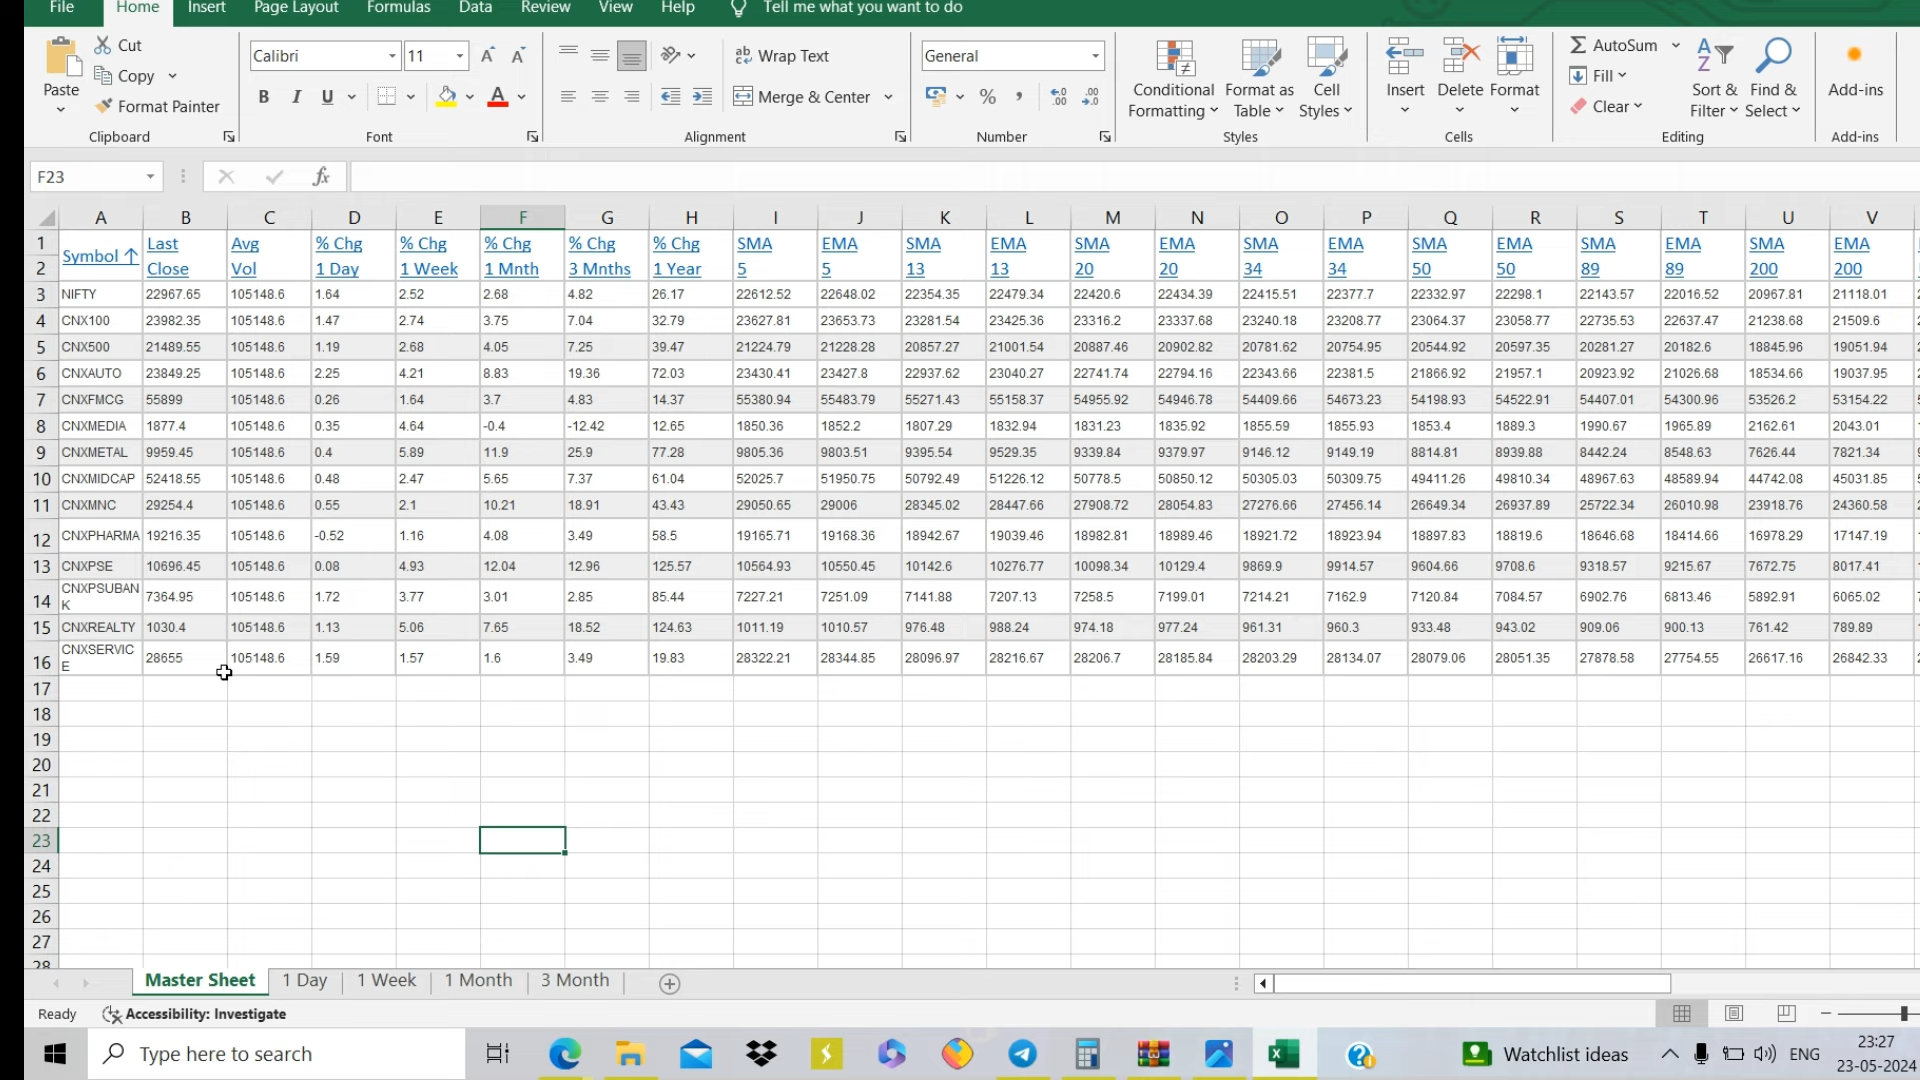 File Home Insert Page Layout Formulas Data Review View Help Tell me what you want to do
Cut
Copy
Format Painter
Paste
Clipboard
Calibri 11
B I U A
Font
Wrap Text
Merge & Center
Alignment
General
% ,
Number
Conditional Formatting
Format as Table
Cell Styles
Styles
Insert Delete Format
Cells
AutoSum
Fill
Clear
Sort & Filter
Find & Select
Editing
Add-ins
Add-ins
F23 fx
A B C D E F G H I J K L M N O P Q R S T U V
1 Symbol ↑ Last Avg % Chg % Chg % Chg % Chg % Chg SMA EMA SMA EMA SMA EMA SMA EMA SMA EMA SMA EMA SMA EMA
2 Close Vol 1 Day 1 Week 1 Mnth 3 Mnths 1 Year 5 5 13 13 20 20 34 34 50 50 89 89 200 200
3 NIFTY 22967.65 105148.6 1.64 2.52 2.68 4.82 26.17 22612.52 22648.02 22354.35 22479.34 22420.6 22434.39 22415.51 22377.7 22332.97 22298.1 22143.57 22016.52 20967.81 21118.01
4 CNX100 23982.35 105148.6 1.47 2.74 3.75 7.04 32.79 23627.81 23653.73 23281.54 23425.36 23316.2 23337.68 23240.18 23208.77 23064.37 23058.77 22735.53 22637.47 21238.68 21509.6
5 CNX500 21489.55 105148.6 1.19 2.68 4.05 7.25 39.47 21224.79 21228.28 20857.27 21001.54 20887.46 20902.82 20781.62 20754.95 20544.92 20597.35 20281.27 20182.6 18845.96 19051.94
6 CNXAUTO 23849.25 105148.6 2.25 4.21 8.83 19.36 72.03 23430.41 23427.8 22937.62 23040.27 22741.74 22794.16 22343.66 22381.5 21866.92 21957.1 20923.92 21026.68 18534.66 19037.95
7 CNXFMCG 55899 105148.6 0.26 1.64 3.7 4.83 14.37 55380.94 55483.79 55271.43 55158.37 54955.92 54946.78 54409.66 54673.23 54198.93 54522.91 54407.01 54300.96 53526.2 53154.22
8 CNXMEDIA 1877.4 105148.6 0.35 4.64 -0.4 -12.42 12.65 1850.36 1852.2 1807.29 1832.94 1831.23 1835.92 1855.59 1855.93 1853.4 1889.3 1990.67 1965.89 2162.61 2043.01
9 CNXMETAL 9959.45 105148.6 0.4 5.89 11.9 25.9 77.28 9805.36 9803.51 9395.54 9529.35 9339.84 9379.97 9146.12 9149.19 8814.81 8939.88 8442.24 8548.63 7626.44 7821.34
10 CNXMIDCAP 52418.55 105148.6 0.48 2.47 5.65 7.37 61.04 52025.7 51950.75 50792.49 51226.12 50778.5 50850.12 50305.03 50309.75 49411.26 49810.34 48967.63 48589.94 44742.08 45031.85
11 CNXMNC 29254.4 105148.6 0.55 2.1 10.21 18.91 43.43 29050.65 29006 28345.02 28447.66 27908.72 28054.83 27276.66 27456.14 26649.34 26937.89 25722.34 26010.98 23918.76 24360.58
12 CNXPHARMA 19216.35 105148.6 -0.52 1.16 4.08 3.49 58.5 19165.71 19168.36 18942.67 19039.46 18982.81 18989.46 18921.72 18923.94 18897.83 18819.6 18646.68 18414.66 16978.29 17147.19
13 CNXPSE 10696.45 105148.6 0.08 4.93 12.04 12.96 125.57 10564.93 10550.45 10142.6 10276.77 10098.34 10129.4 9869.9 9914.57 9604.66 9708.6 9318.57 9215.67 7672.75 8017.41
14 CNXPSUBANK 7364.95 105148.6 1.72 3.77 3.01 2.85 85.44 7227.21 7251.09 7141.88 7207.13 7258.5 7199.01 7214.21 7162.9 7120.84 7084.57 6902.76 6813.46 5892.91 6065.02
15 CNXREALTY 1030.4 105148.6 1.13 5.06 7.65 18.52 124.63 1011.19 1010.57 976.48 988.24 974.18 977.24 961.31 960.3 933.48 943.02 909.06 900.13 761.42 789.89
16 CNXSERVICE 28655 105148.6 1.59 1.57 1.6 3.49 19.83 28322.21 28344.85 28096.97 28216.67 28206.7 28185.84 28203.29 28134.07 28079.06 28051.35 27878.58 27754.55 26617.16 26842.33
17
18
19
20
21
22
23
24
25
26
27
28
Master Sheet 1 Day 1 Week 1 Month 3 Month
Ready Accessibility: Investigate
Type here to search Watchlist ideas ENG 23:27
23-05-2024